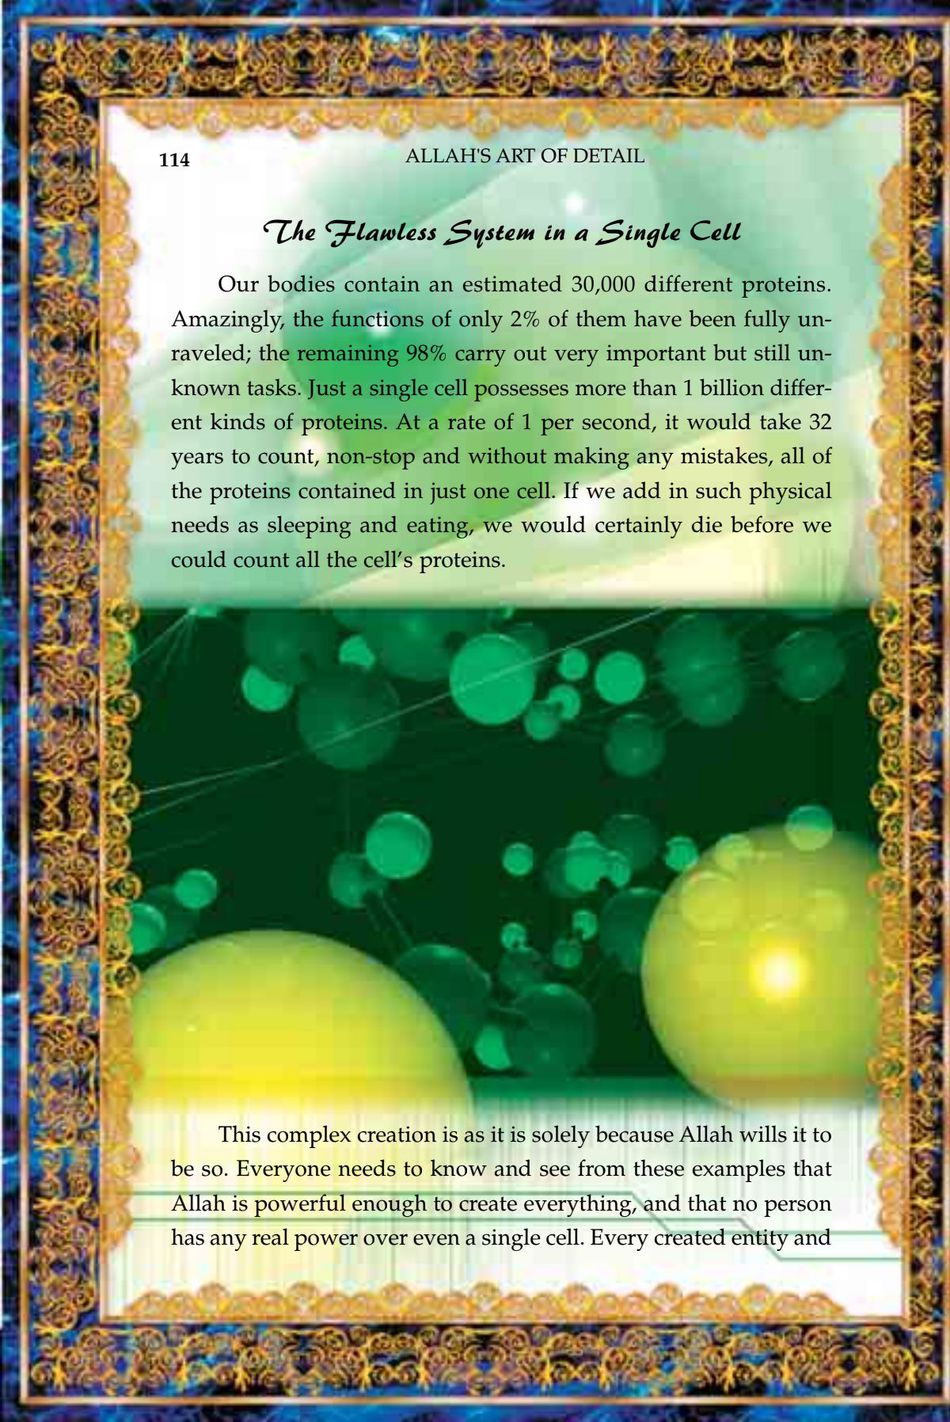 114
ALLAH'S ART OF DETAIL
The Flawless System in a Single Cell
Our bodies contain an estimated 30,000 different proteins.
Amazingly, the functions of only 2% of them have been fully un-
raveled; the remaining 98% carry out very important but still un-
known tasks. Just a single cell possesses more than 1 billion differ-
ent kinds of proteins. At a rate of 1 per second, it would take 32
years to count, non-stop and without making any mistakes, all of
the proteins contained in just one cell. If we add in such physical
needs as sleeping and eating, we would certainly die before we
could count all the cell’s proteins.
This complex creation is as it is solely because Allah wills it to
be so. Everyone needs to know and see from these examples that
Allah is powerful enough to create everything, and that no person
has any real power over even a single cell. Every created entity and